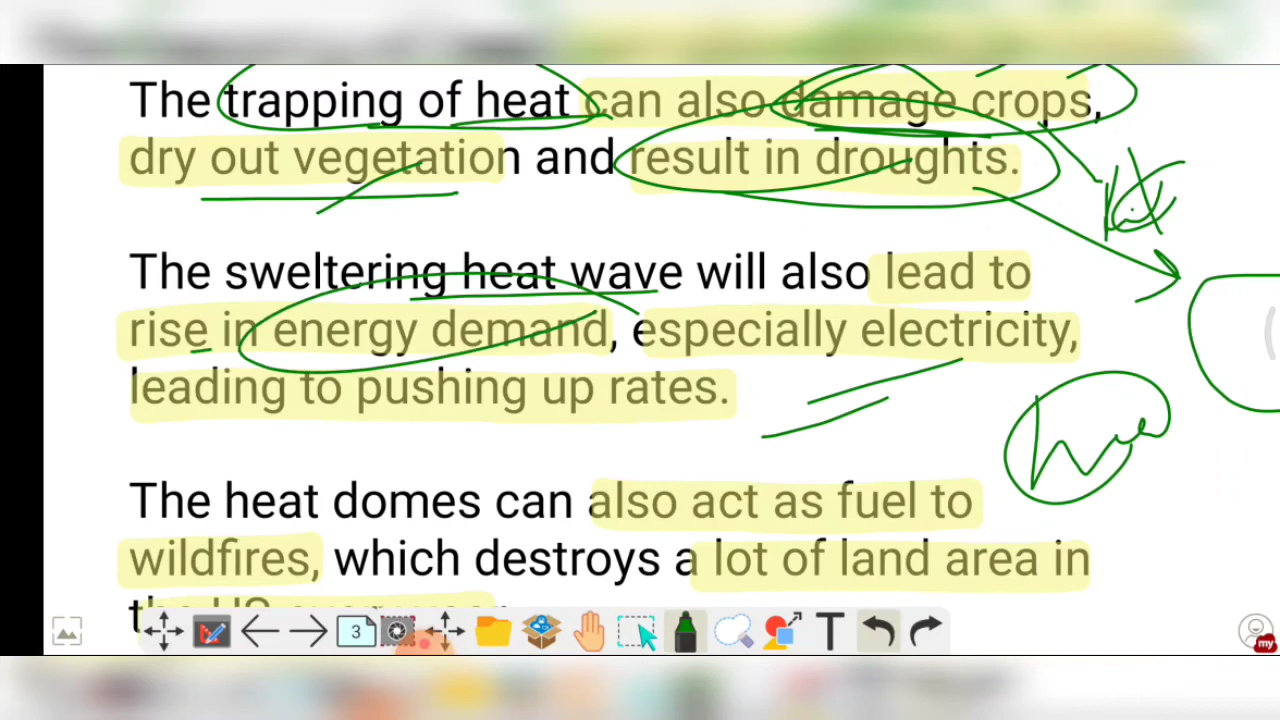 The trapping of heat can also damage crops,
dry out vegetation and result in droughts.
The sweltering heat wave will also lead to
rise in energy demand, especially electricity,
leading to pushing up rates.
The heat domes can also act as fuel to
wildfires, which destroys a lot of land area in
3
T
my